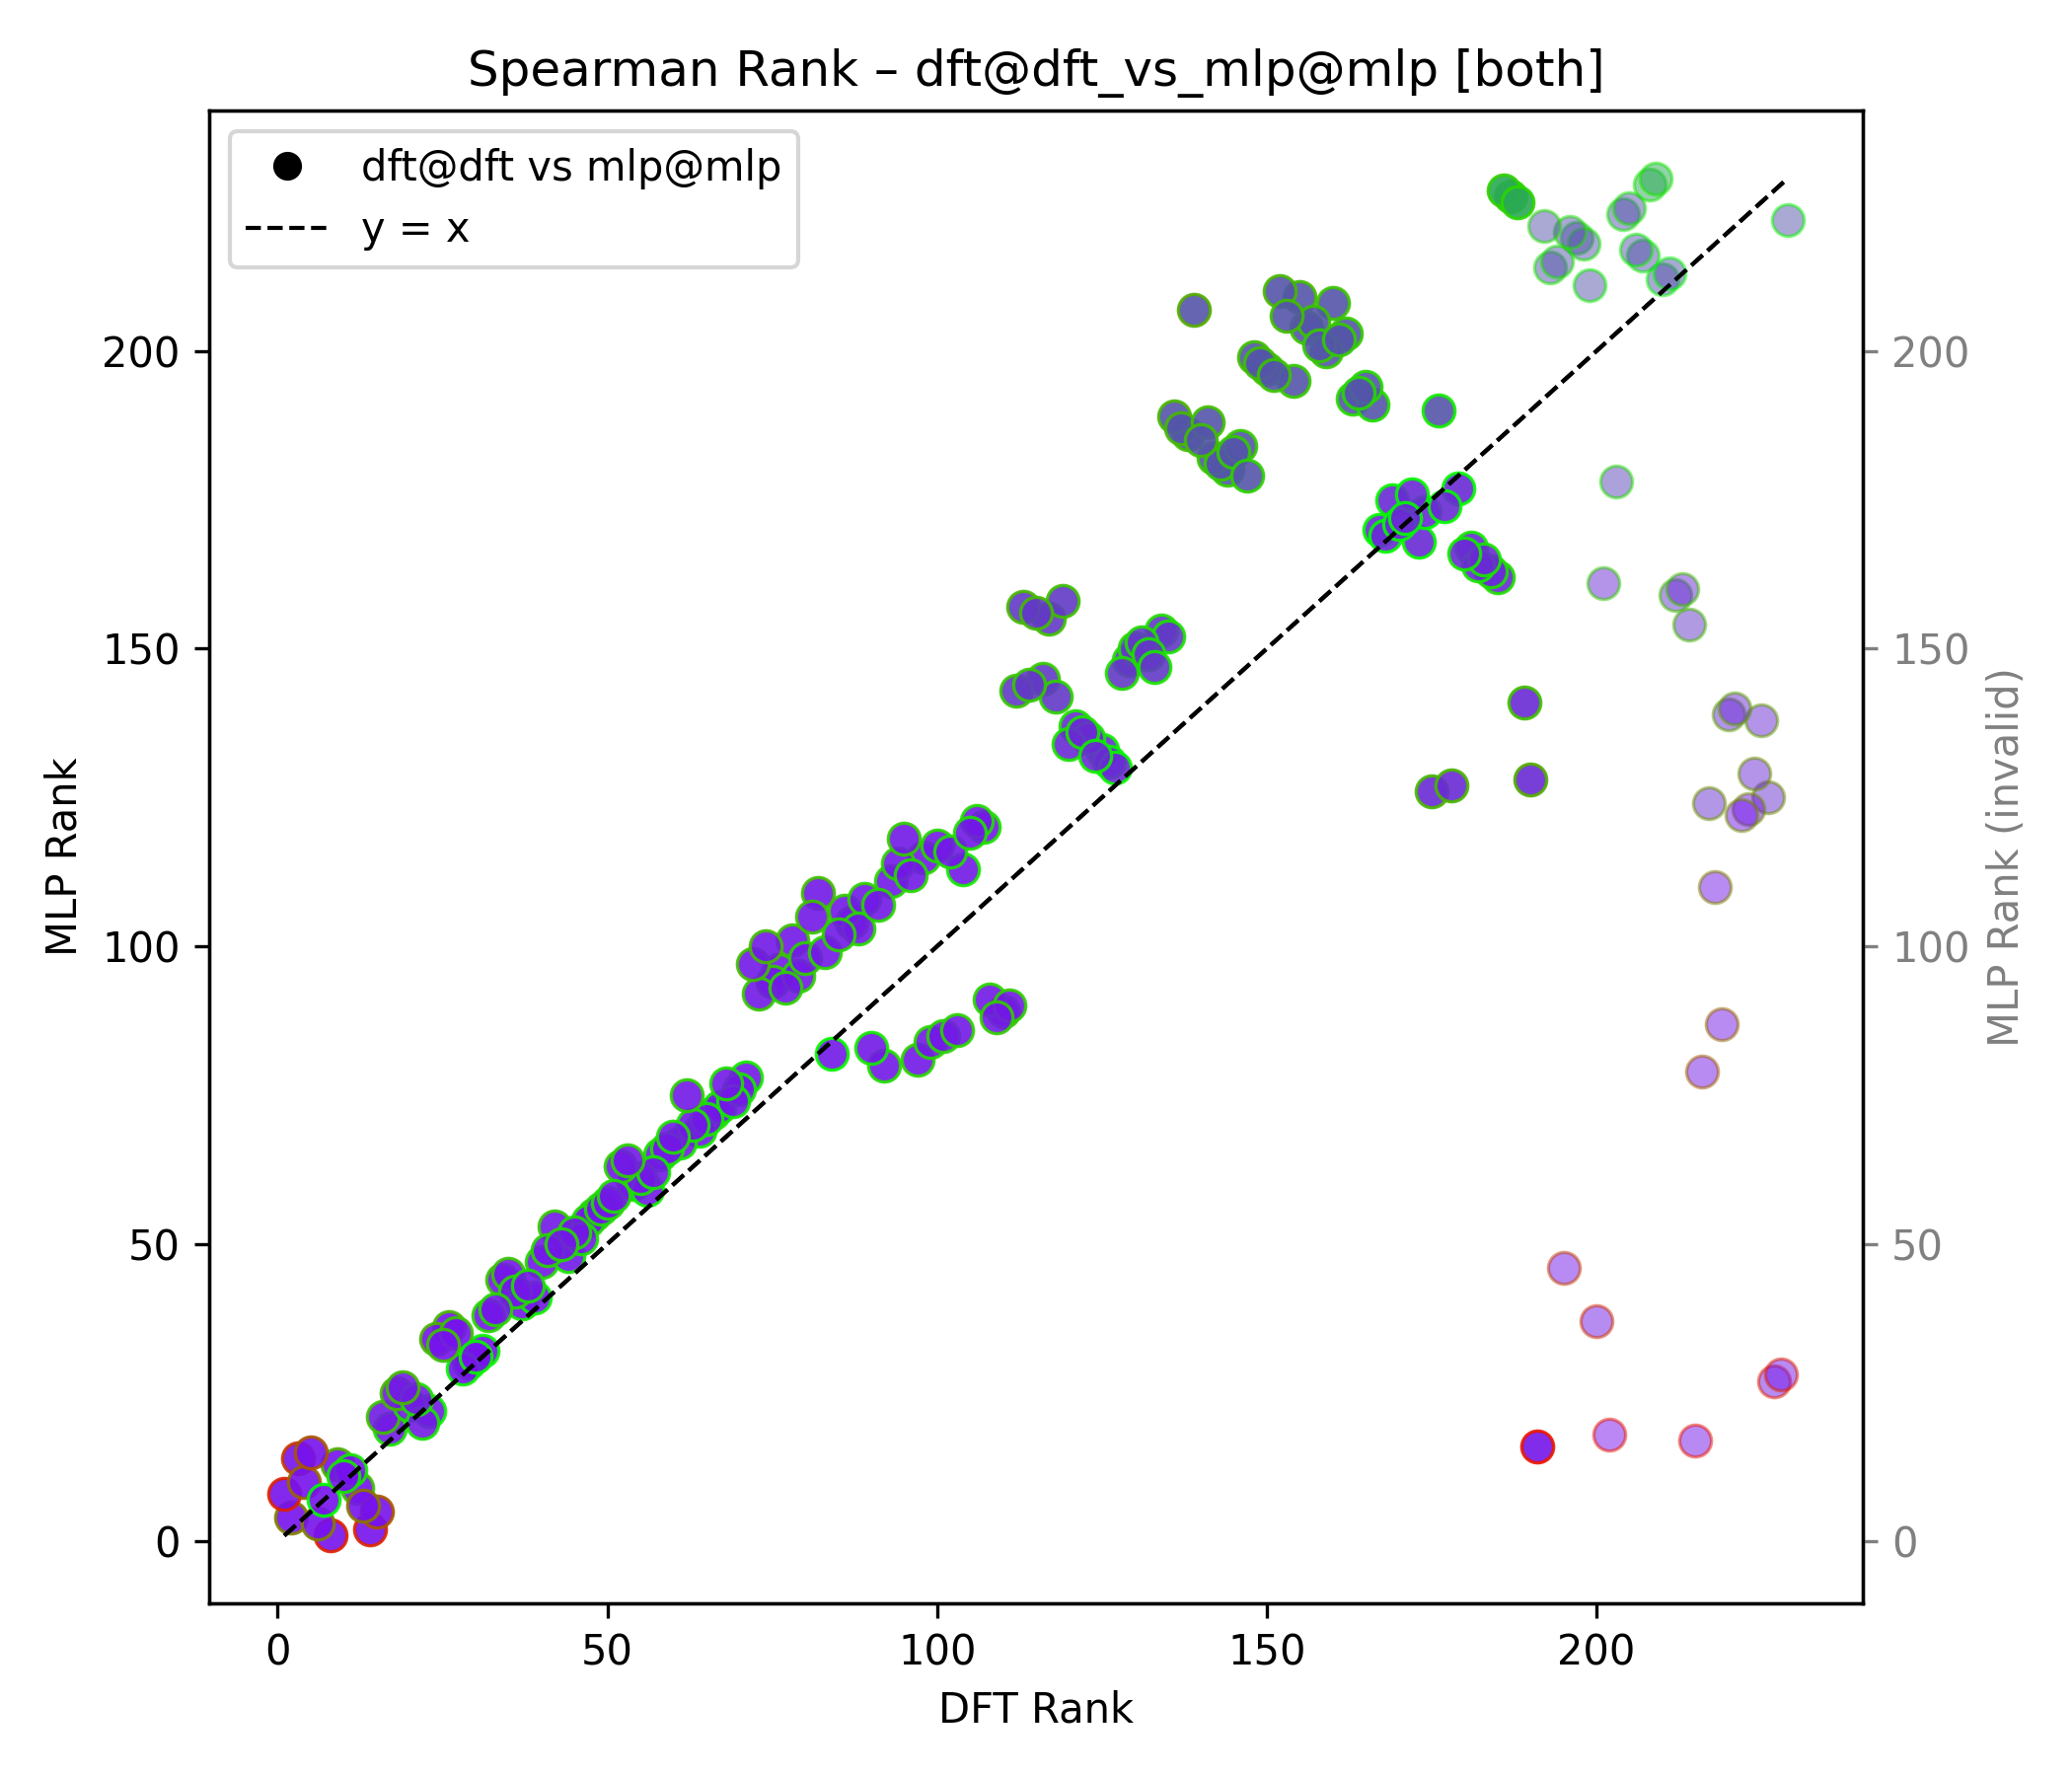 Spearman Rank – dft@dft_vs_mlp@mlp [both]
dft@dft vs mlp@mlp
y = x
MLP Rank
200
150
100
50
0
200
150
100
50
0
MLP Rank (invalid)
0
50
100
150
200
DFT Rank